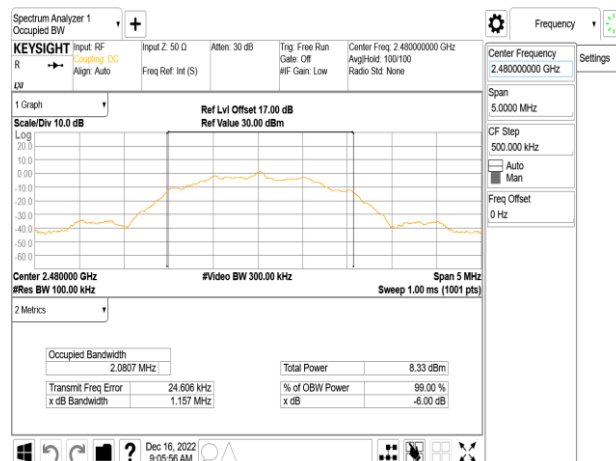 Spectrum Analyzer 1
Occupied BW
Frequency
KEYSIGHT
R
LXI
Input: RF
Coupling: DC
Align: Auto
Input Z: 50 Ω
Freq Ref: Int (S)
Atten: 30 dB
Trig: Free Run
Gate: Off
#IF Gain: Low
Center Freq: 2.480000000 GHz
Avg|Hold: 100/100
Radio Std: None
Center Frequency
2.480000000 GHz
Settings
Span
5.0000 MHz
CF Step
500.000 kHz
Auto
Man
Freq Offset
0 Hz
1 Graph
Scale/Div 10.0 dB
Ref Lvl Offset 17.00 dB
Ref Value 30.00 dBm
Log
20.0
10.0
0.00
-10.0
-20.0
-30.0
-40.0
-50.0
-60.0
Center 2.480000 GHz
#Res BW 100.00 kHz
#Video BW 300.00 kHz
Span 5 MHz
Sweep 1.00 ms (1001 pts)
2 Metrics
Occupied Bandwidth
2.0807 MHz
Transmit Freq Error 24.606 kHz
x dB Bandwidth 1.157 MHz
Total Power 8.33 dBm
% of OBW Power 99.00 %
x dB -6.00 dB
?
Dec 16, 2022
9:05:56 AM